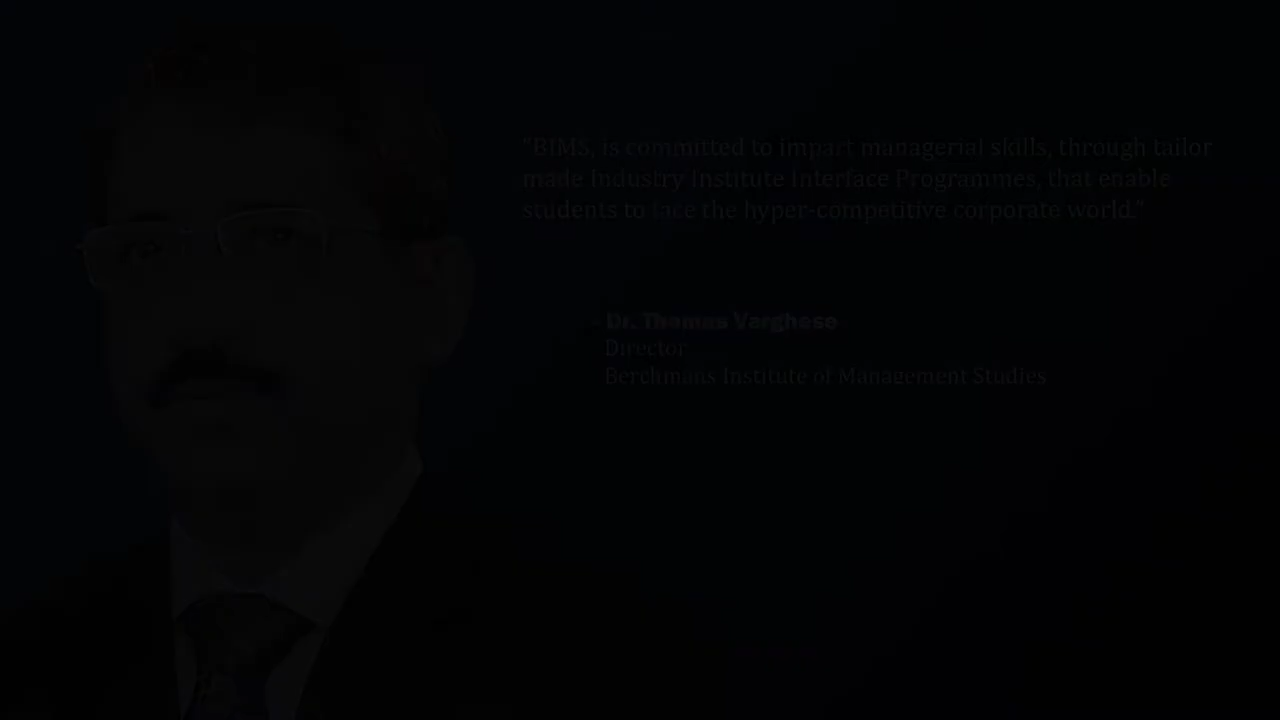 “BIMS, is committed to impart managerial skills, through tailor
made Industry Institute Interface Programmes, that enable
students to face the hyper-competitive corporate world.”
- Dr. Thomas Varghese
Director
Berchmans Institute of Management Studies